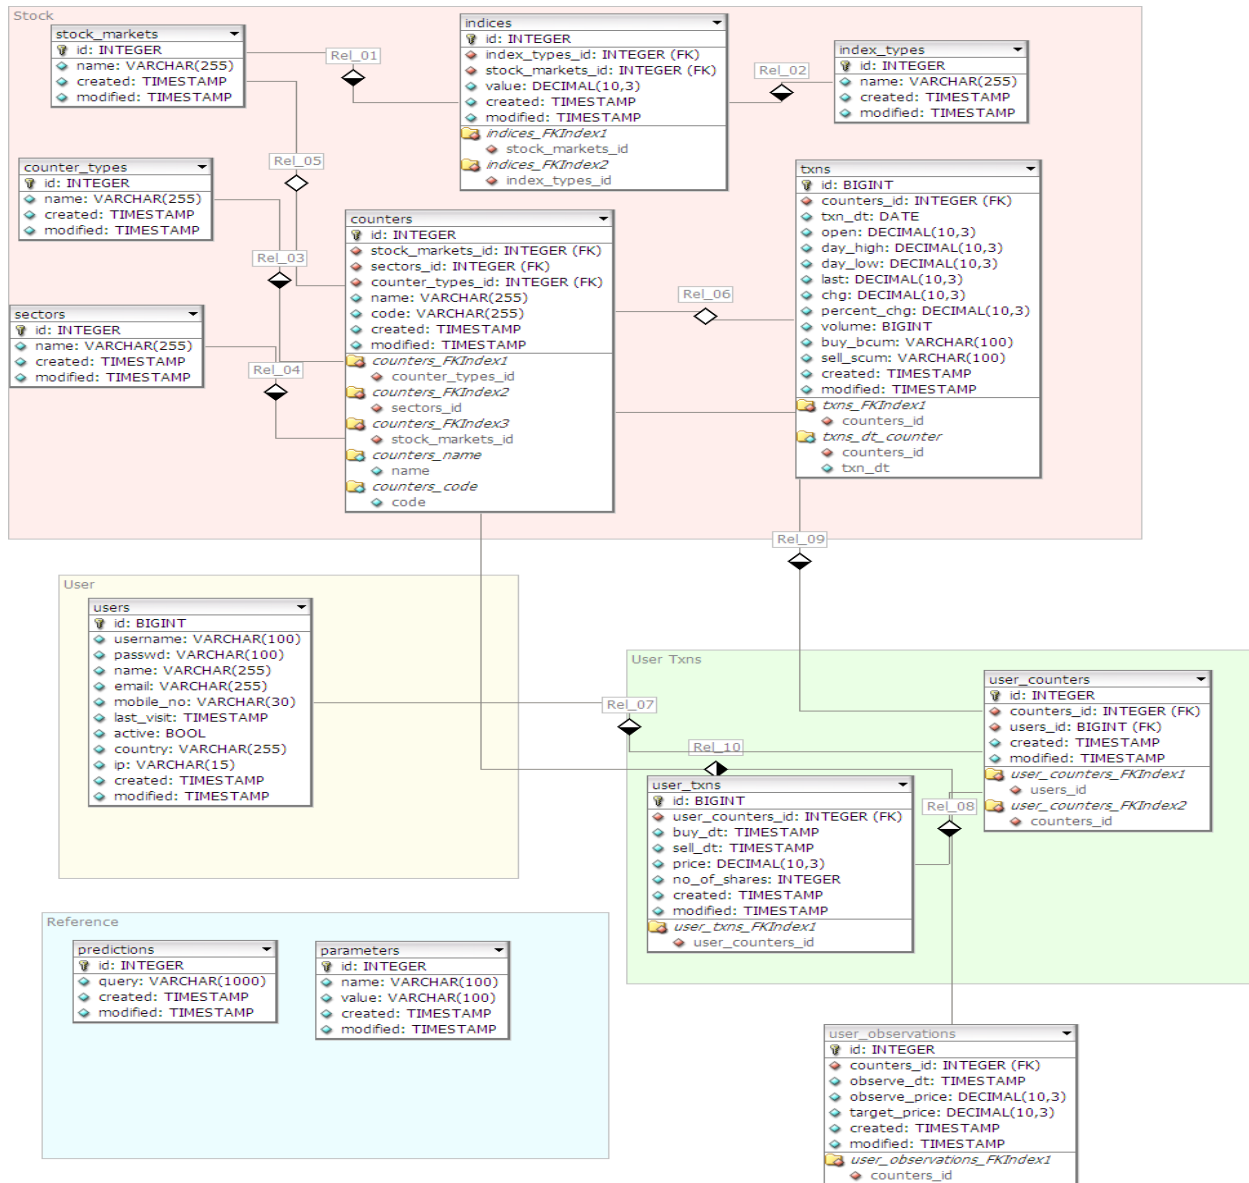 Stock
stock_markets
id: INTEGER
name: VARCHAR(255)
created: TIMESTAMP
modified: TIMESTAMP
Rel_01
indices
id: INTEGER
index_types_id: INTEGER (FK)
stock_markets_id: INTEGER (FK)
value: DECIMAL(10,3)
created: TIMESTAMP
modified: TIMESTAMP
indices_FKIndex1
stock_markets_id
indices_FKIndex2
index_types_id
Rel_02
index_types
id: INTEGER
name: VARCHAR(255)
created: TIMESTAMP
modified: TIMESTAMP
counter_types
id: INTEGER
name: VARCHAR(255)
created: TIMESTAMP
modified: TIMESTAMP
Rel_05
Rel_03
sectors
id: INTEGER
name: VARCHAR(255)
created: TIMESTAMP
modified: TIMESTAMP
Rel_04
counters
id: INTEGER
stock_markets_id: INTEGER (FK)
sectors_id: INTEGER (FK)
counter_types_id: INTEGER (FK)
name: VARCHAR(255)
code: VARCHAR(255)
created: TIMESTAMP
modified: TIMESTAMP
counters_FKIndex1
counter_types_id
counters_FKIndex2
sectors_id
counters_FKIndex3
stock_markets_id
counters_name
name
counters_code
code
Rel_06
txns
id: BIGINT
counters_id: INTEGER (FK)
txn_dt: DATE
open: DECIMAL(10,3)
day_high: DECIMAL(10,3)
day_low: DECIMAL(10,3)
last: DECIMAL(10,3)
chg: DECIMAL(10,3)
percent_chg: DECIMAL(10,3)
volume: BIGINT
buy_bcum: VARCHAR(100)
sell_scum: VARCHAR(100)
created: TIMESTAMP
modified: TIMESTAMP
txns_FKIndex1
counters_id
txns_dt_counter
counters_id
txn_dt
Rel_09
User
users
id: BIGINT
username: VARCHAR(100)
passwd: VARCHAR(100)
name: VARCHAR(255)
email: VARCHAR(255)
mobile_no: VARCHAR(30)
last_visit: TIMESTAMP
active: BOOL
country: VARCHAR(255)
ip: VARCHAR(15)
created: TIMESTAMP
modified: TIMESTAMP
User Txns
Rel_07
Rel_10
user_counters
id: INTEGER
counters_id: INTEGER (FK)
users_id: BIGINT (FK)
created: TIMESTAMP
modified: TIMESTAMP
user_counters_FKIndex1
users_id
user_counters_FKIndex2
counters_id
user_txns
id: BIGINT
user_counters_id: INTEGER (FK)
buy_dt: TIMESTAMP
sell_dt: TIMESTAMP
price: DECIMAL(10,3)
no_of_shares: INTEGER
created: TIMESTAMP
modified: TIMESTAMP
user_txns_FKIndex1
user_counters_id
Rel_08
Reference
predictions
id: INTEGER
query: VARCHAR(1000)
created: TIMESTAMP
modified: TIMESTAMP
parameters
id: INTEGER
name: VARCHAR(100)
value: VARCHAR(100)
created: TIMESTAMP
modified: TIMESTAMP
user_observations
id: INTEGER
counters_id: INTEGER (FK)
observe_dt: TIMESTAMP
observe_price: DECIMAL(10,3)
target_price: DECIMAL(10,3)
created: TIMESTAMP
modified: TIMESTAMP
user_observations_FKIndex1
counters_id